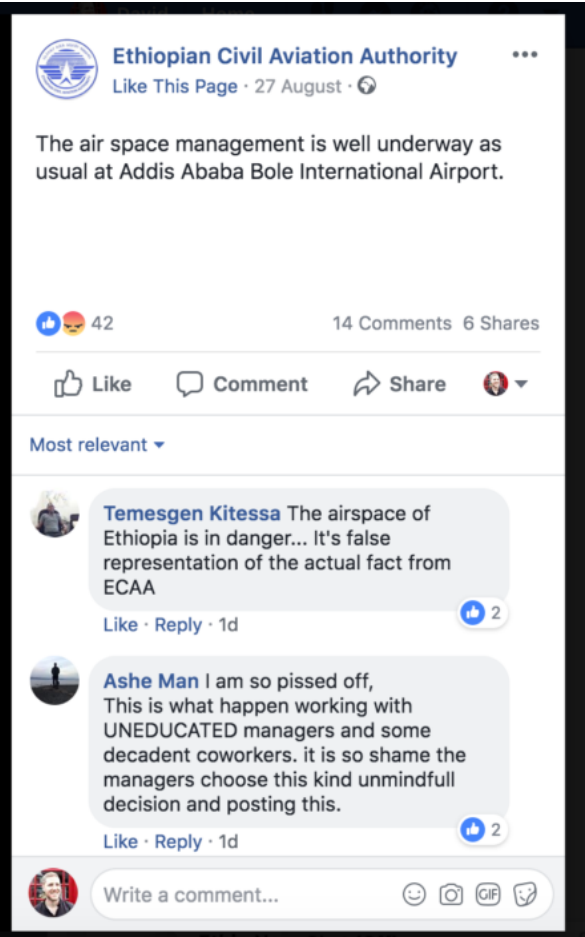 Ethiopian Civil Aviation Authority
Like This Page · 27 August ·
The air space management is well underway as
usual at Addis Ababa Bole International Airport.
42
14 Comments 6 Shares
Like Comment Share
Most relevant
Temesgen Kitessa The airspace of
Ethiopia is in danger... It's false
representation of the actual fact from
ECAA
2
Like · Reply · 1d
Ashe Man I am so pissed off,
This is what happen working with
UNEDUCATED managers and some
decadent coworkers. it is so shame the
managers choose this kind unmindfull
decision and posting this.
2
Like · Reply · 1d
Write a comment...
GIF